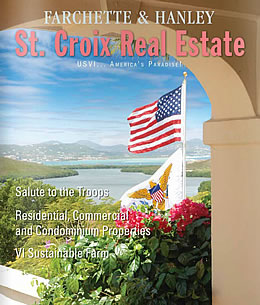 FARCHETTE & HANLEY
St. Croix Real Estate
USVI... AMERICA'S PARADISE!
Salute to the Troops
Residential, Commercial
and Condominium Properties
VI Sustainable Farm